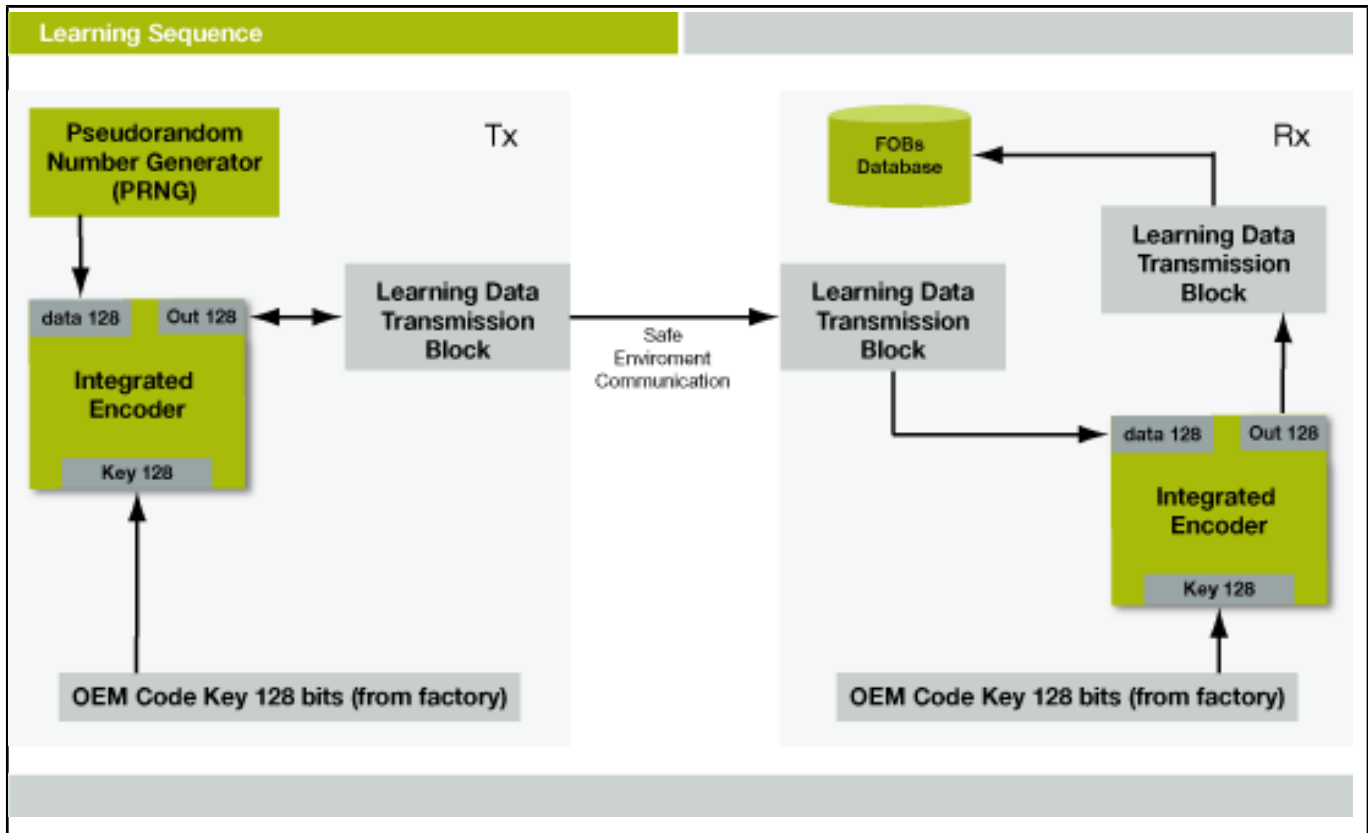 Learning Sequence
Pseudorandom
Number Generator
(PRNG)
Tx
data 128
Out 128
Integrated
Encoder
Key 128
Learning Data
Transmission
Block
OEM Code Key 128 bits (from factory)
Safe
Enviroment
Communication
Rx
FOBs
Database
Learning Data
Transmission
Block
Learning Data
Transmission
Block
data 128
Out 128
Integrated
Encoder
Key 128
OEM Code Key 128 bits (from factory)